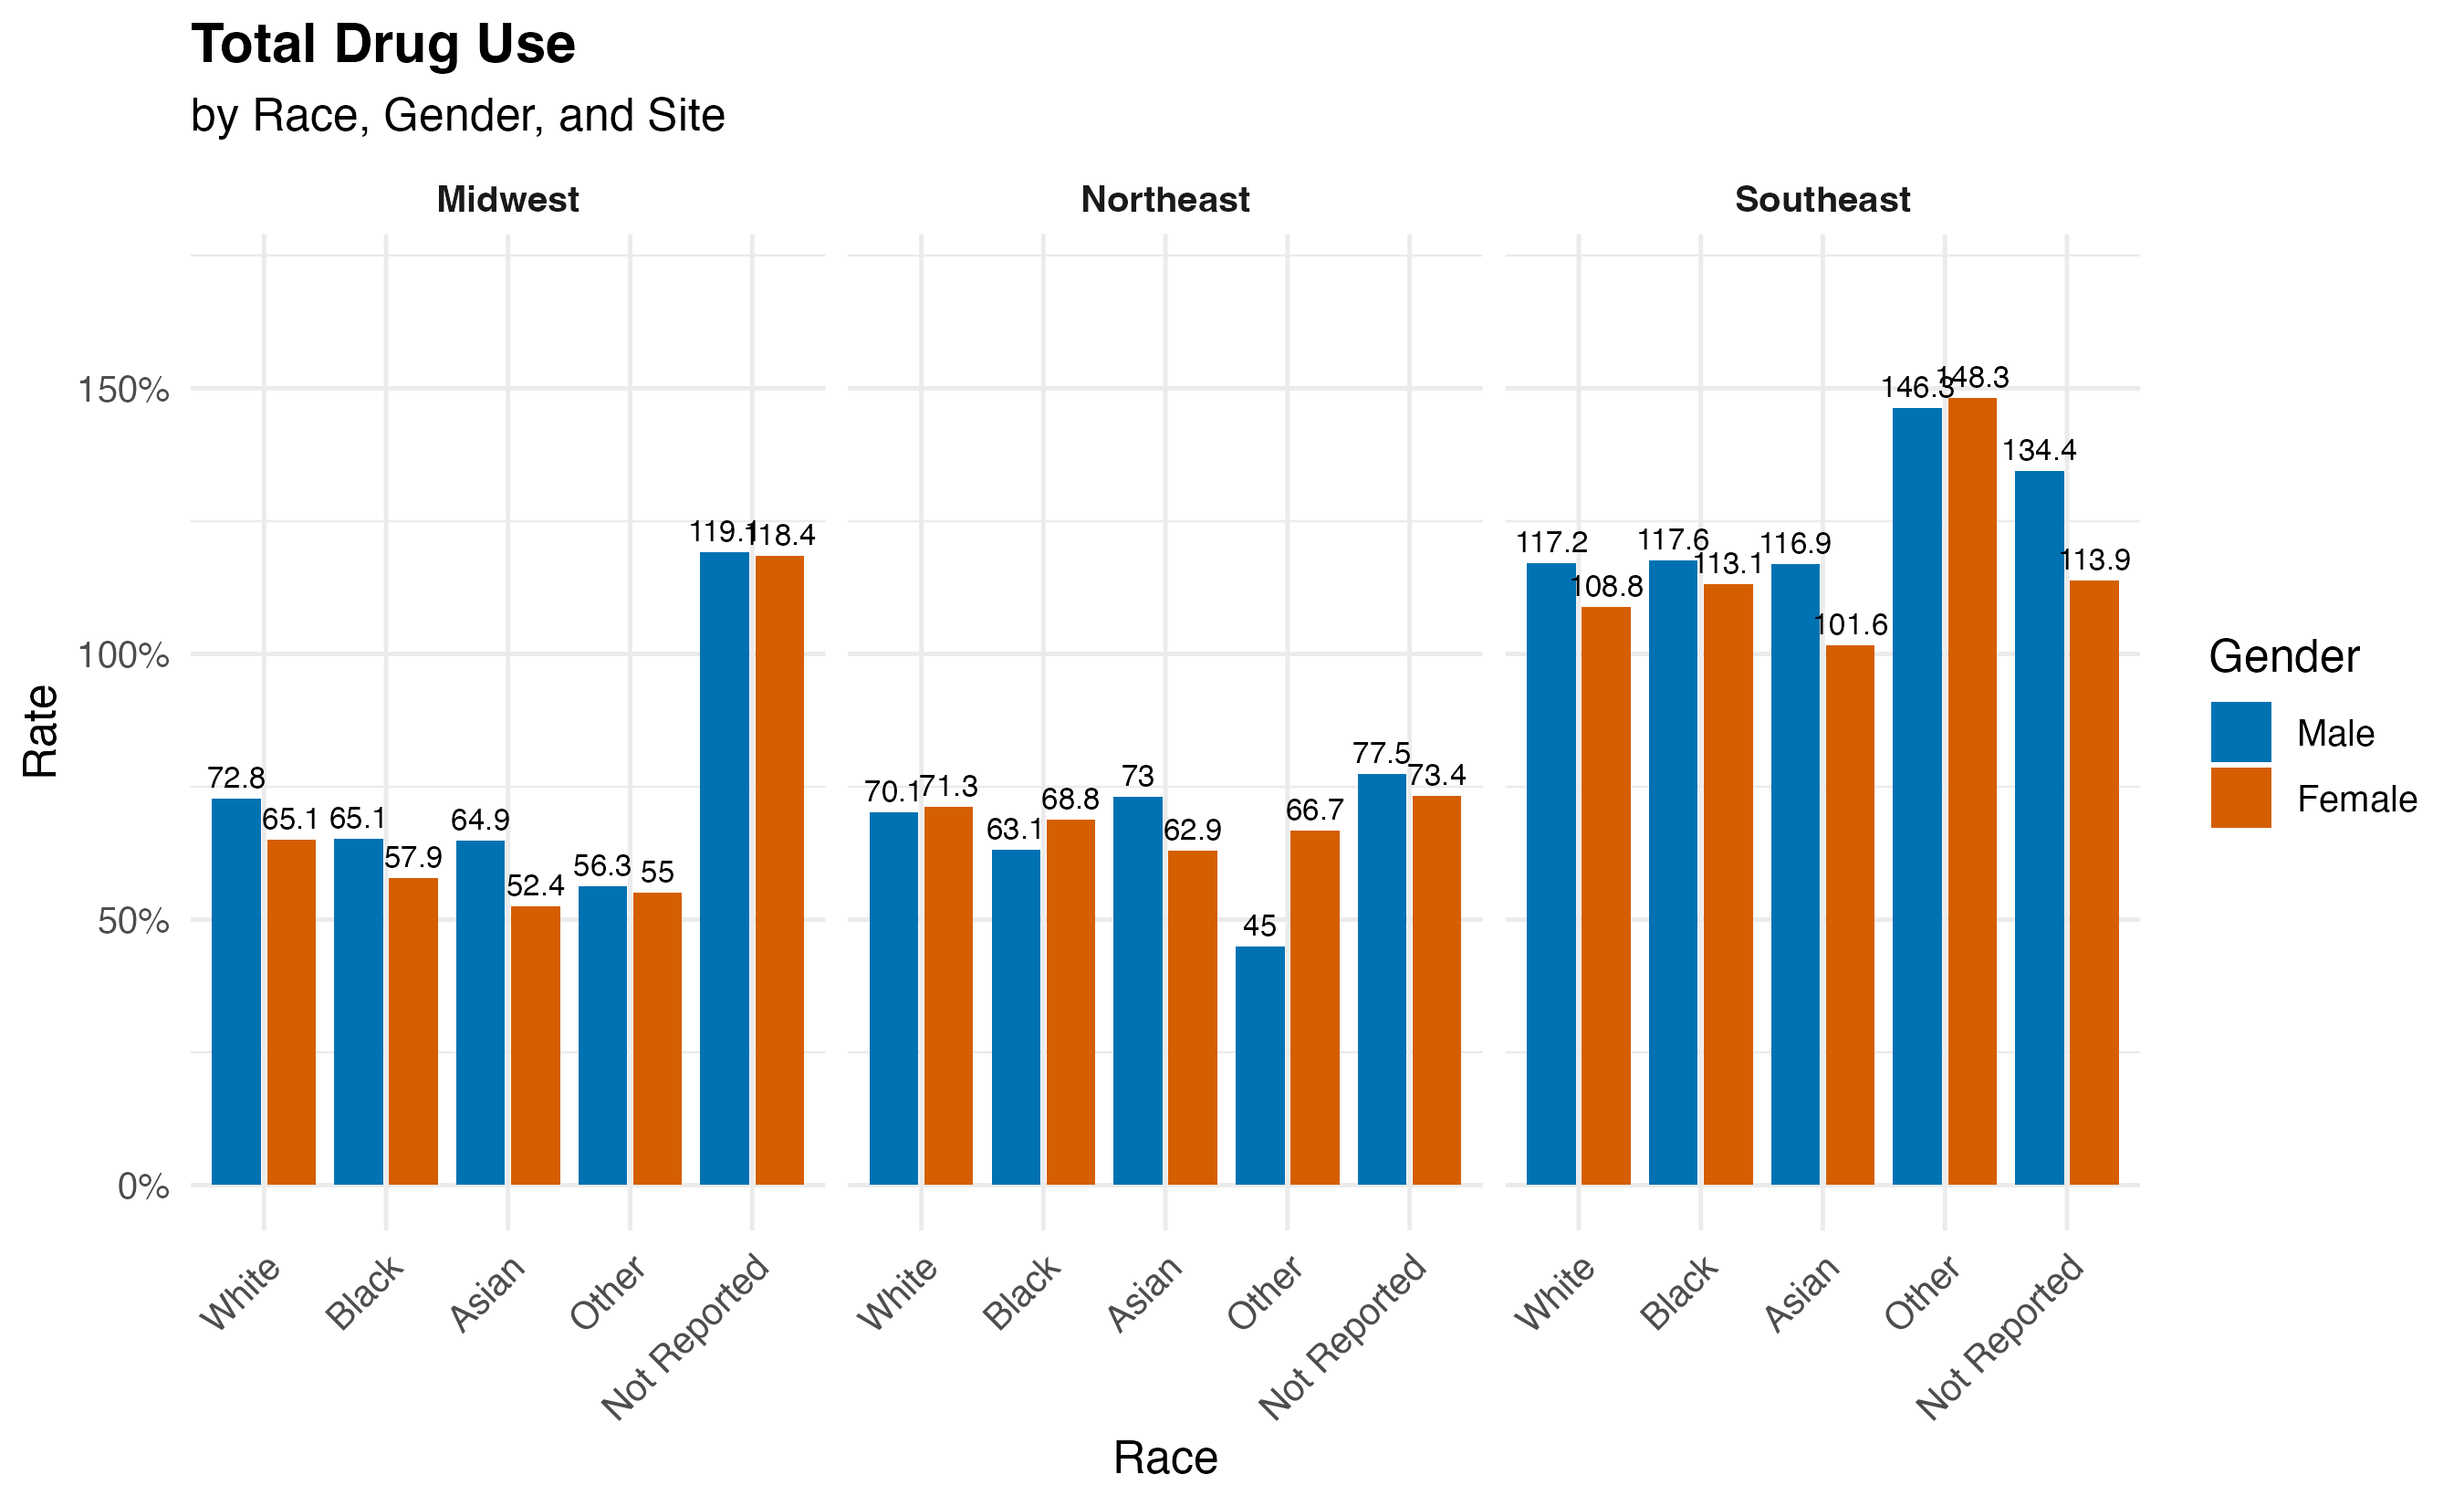 Total Drug Use
by Race, Gender, and Site
Midwest
Northeast
Southeast
Rate
150%
100%
50%
0%
72.8
65.1
65.1
57.9
64.9
52.4
56.3
55
119.1
118.4
70.1
71.3
63.1
68.8
73
62.9
45
66.7
77.5
73.4
117.2
108.8
117.6
113.1
116.9
101.6
146.3
148.3
134.4
113.9
White
Black
Asian
Other
Not Reported
White
Black
Asian
Other
Not Reported
White
Black
Asian
Other
Not Reported
Race
Gender
Male
Female